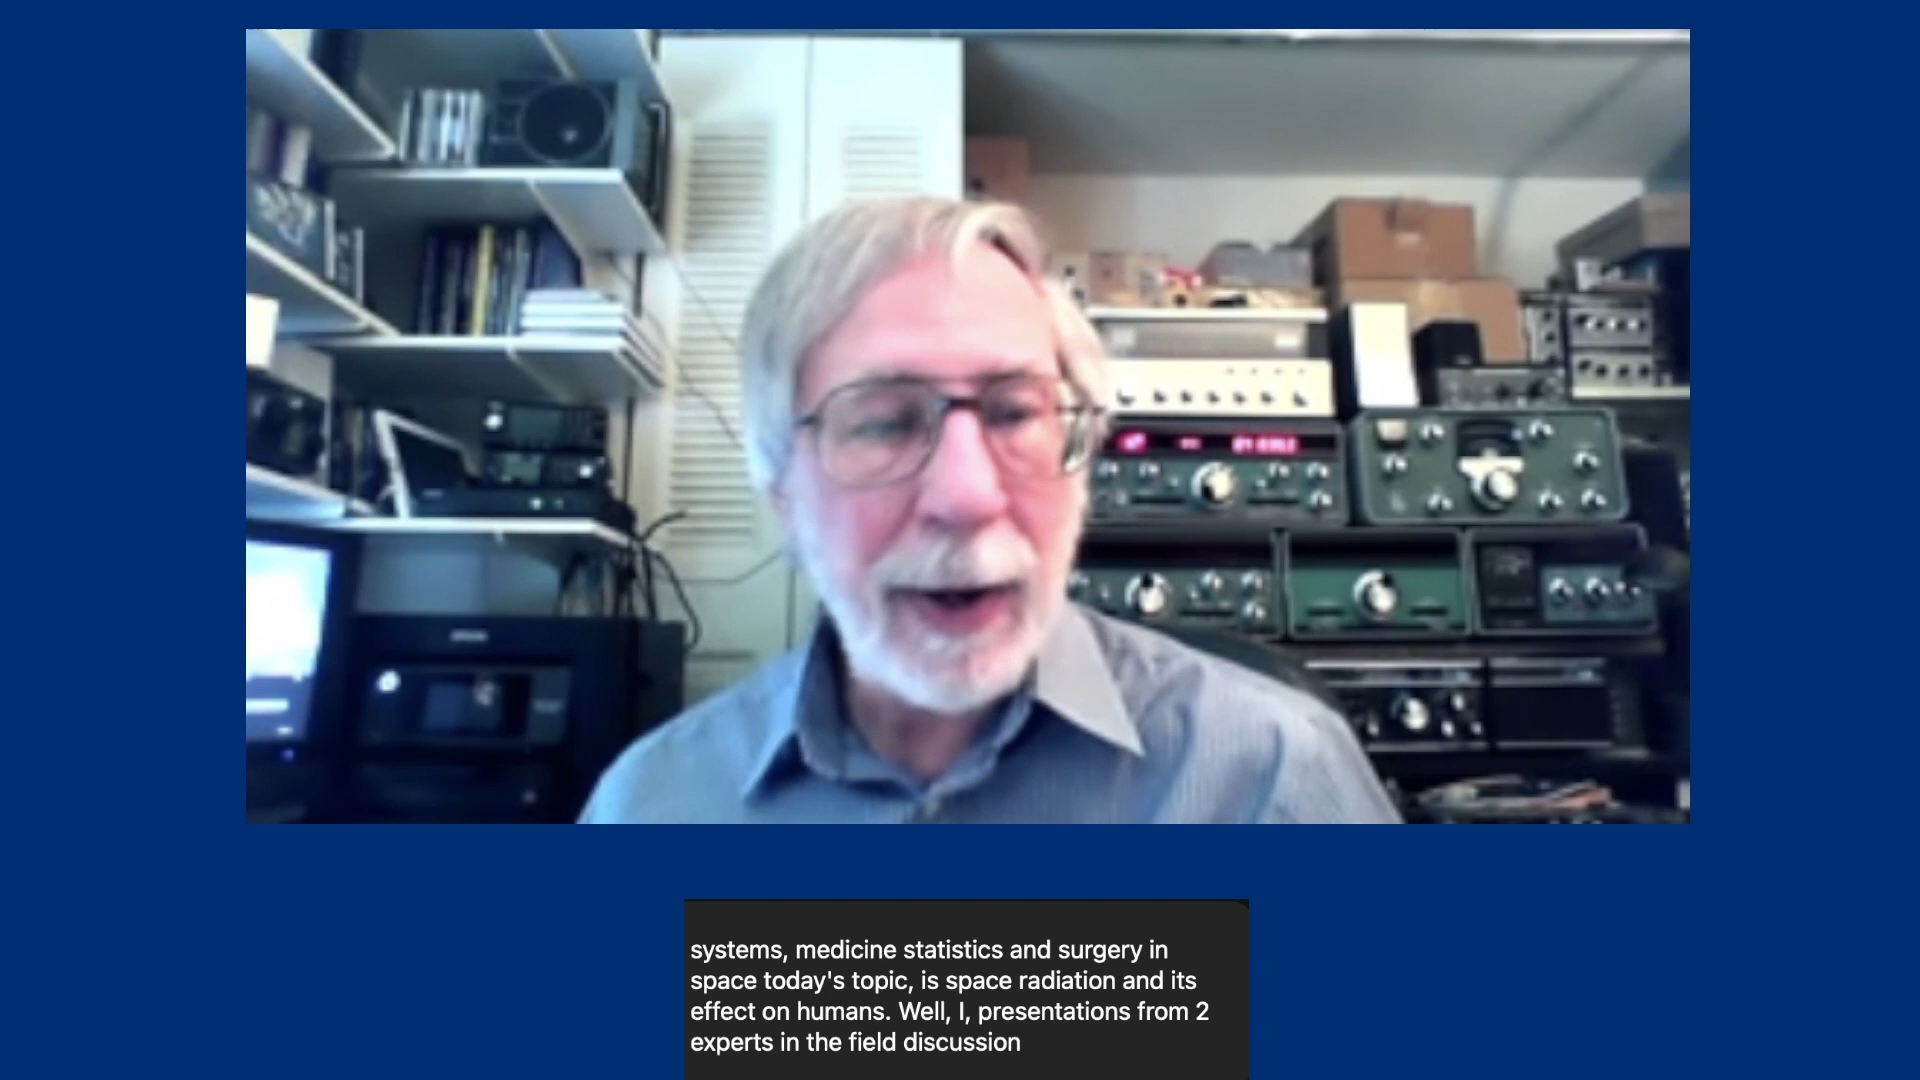 EPSON
systems, medicine statistics and surgery in
space today's topic, is space radiation and its
effect on humans. Well, I, presentations from 2
experts in the field discussion